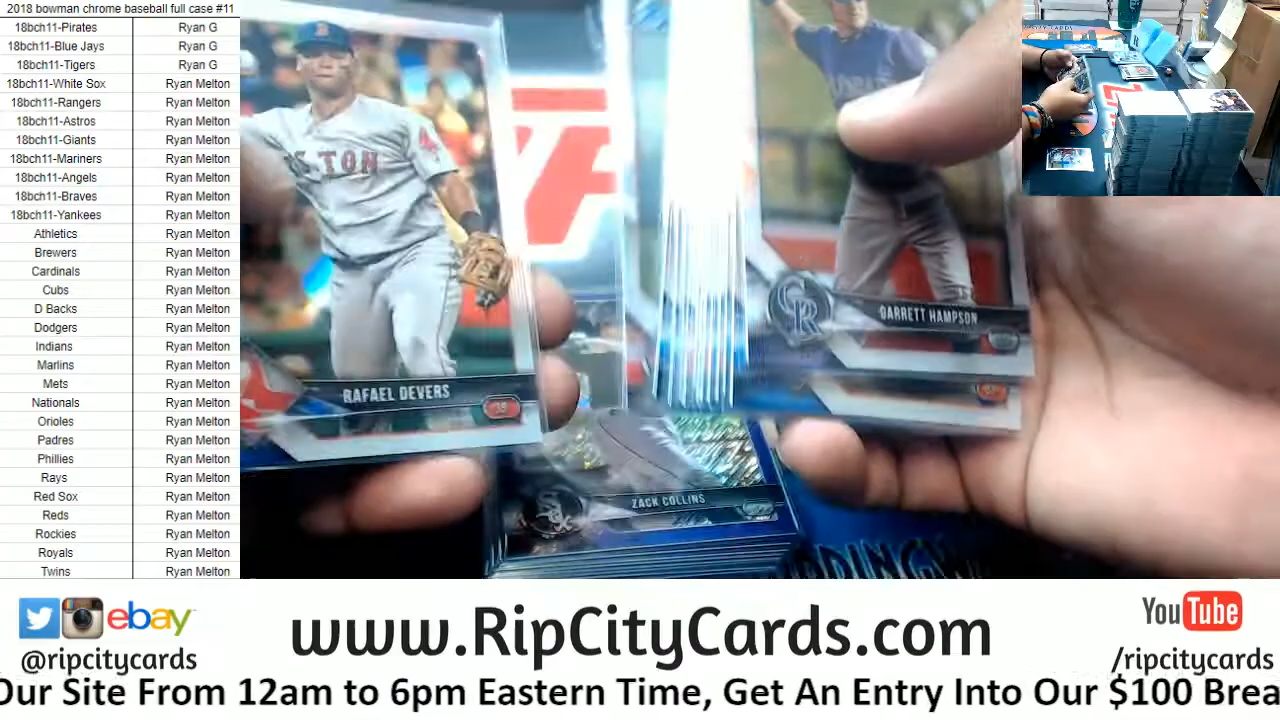 2018 bowman chrome baseball full case #11
18bch11-Pirates Ryan G
18bch11-Blue Jays Ryan G
18bch11-Tigers Ryan G
18bch11-White Sox Ryan Melton
18bch11-Rangers Ryan Melton
18bch11-Astros Ryan Melton
18bch11-Giants Ryan Melton
18bch11-Mariners Ryan Melton
18bch11-Angels Ryan Melton
18bch11-Braves Ryan Melton
18bch11-Yankees Ryan Melton
Athletics Ryan Melton
Brewers Ryan Melton
Cardinals Ryan Melton
Cubs Ryan Melton
D Backs Ryan Melton
Dodgers Ryan Melton
Indians Ryan Melton
Marlins Ryan Melton
Mets Ryan Melton
Nationals Ryan Melton
Orioles Ryan Melton
Padres Ryan Melton
Phillies Ryan Melton
Rays Ryan Melton
Red Sox Ryan Melton
Reds Ryan Melton
Rockies Ryan Melton
Royals Ryan Melton
Twins Ryan Melton
RAFAEL DEVERS
GARRETT HAMPSON
CR
ZACK COLLINS
ebay
@ripcitycards
www.RipCityCards.com
YouTube
/ripcitycards
Our Site From 12am to 6pm Eastern Time, Get An Entry Into Our $100 Brea